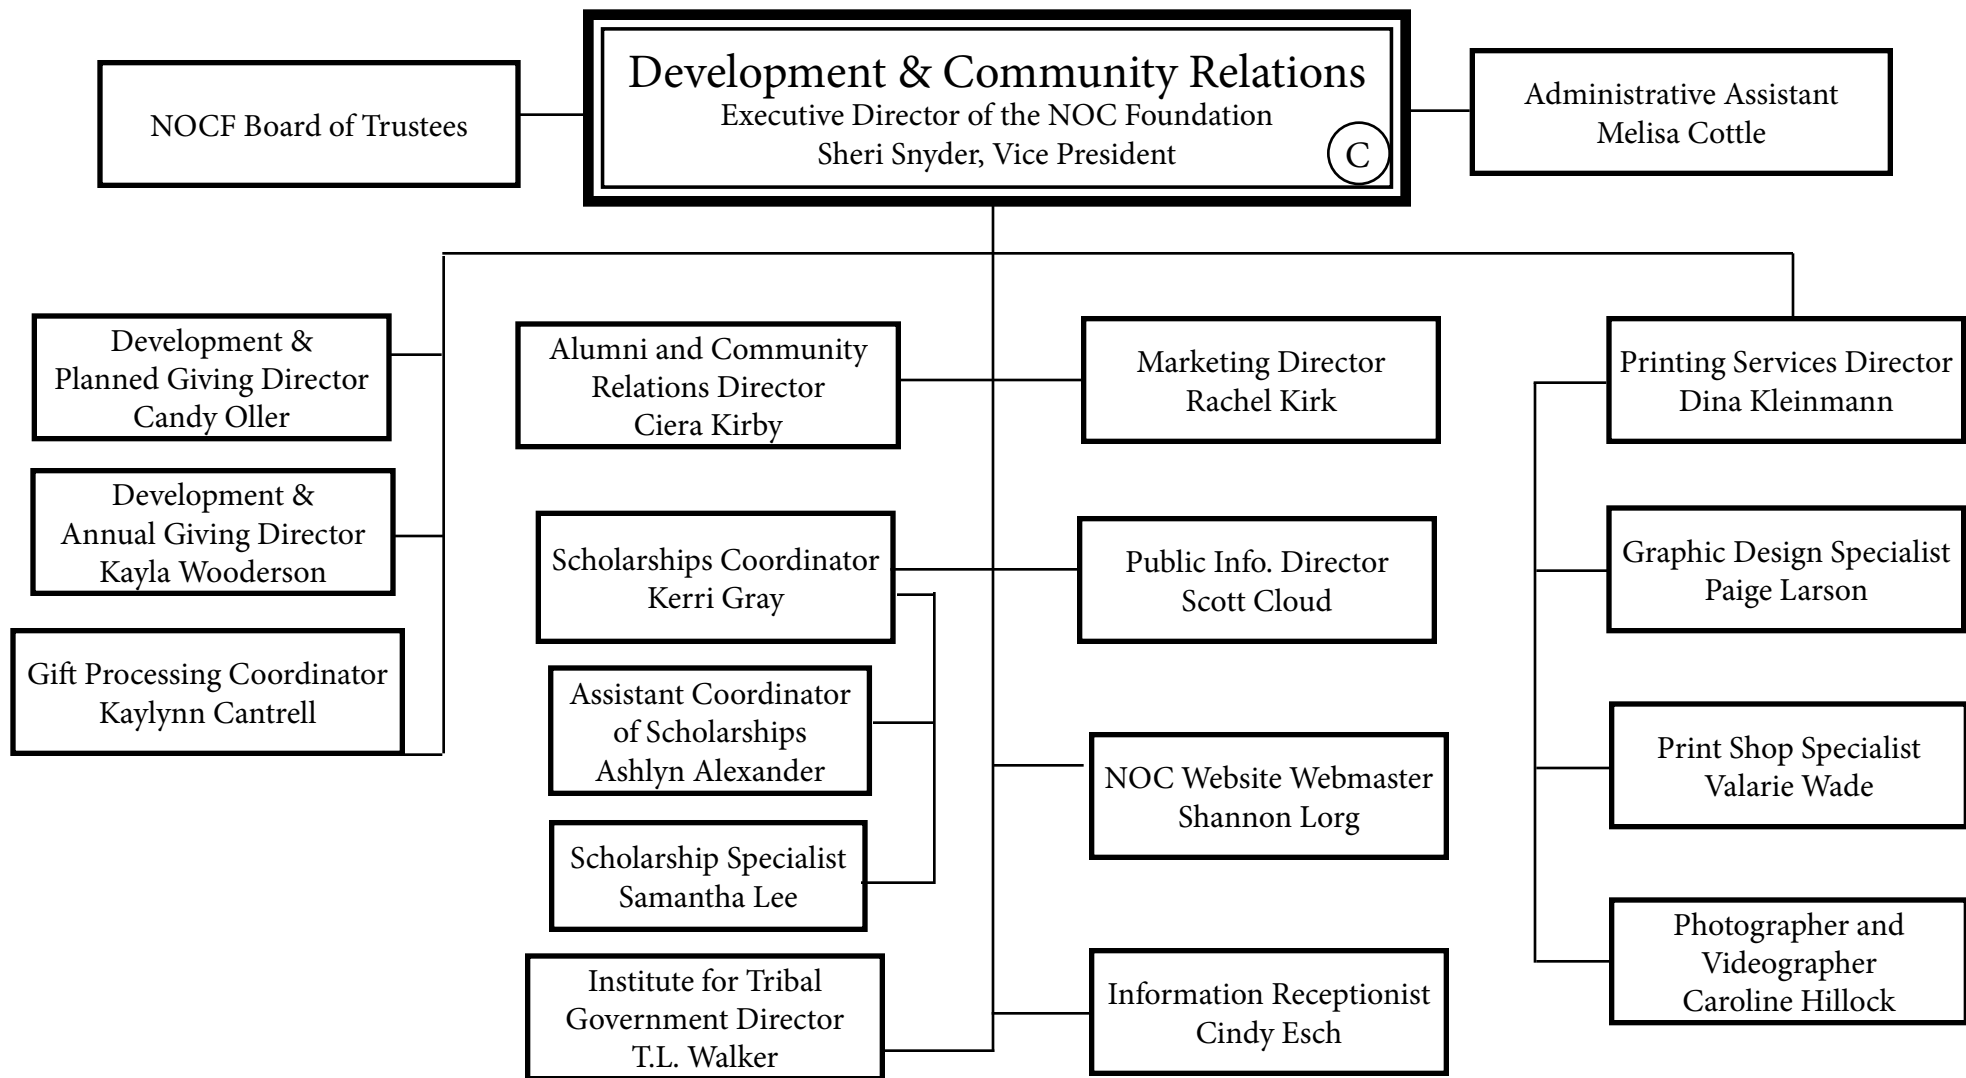 Development & Community Relations
Executive Director of the NOC Foundation
Sheri Snyder, Vice President
C
NOCF Board of Trustees
Administrative Assistant
Melisa Cottle
Development &
Planned Giving Director
Candy Oller
Development &
Annual Giving Director
Kayla Wooderson
Gift Processing Coordinator
Kaylynn Cantrell
Alumni and Community
Relations Director
Ciera Kirby
Scholarships Coordinator
Kerri Gray
Assistant Coordinator
of Scholarships
Ashlyn Alexander
Scholarship Specialist
Samantha Lee
Institute for Tribal
Government Director
T.L. Walker
Marketing Director
Rachel Kirk
Public Info. Director
Scott Cloud
NOC Website Webmaster
Shannon Lorg
Information Receptionist
Cindy Esch
Printing Services Director
Dina Kleinmann
Graphic Design Specialist
Paige Larson
Print Shop Specialist
Valarie Wade
Photographer and
Videographer
Caroline Hillock